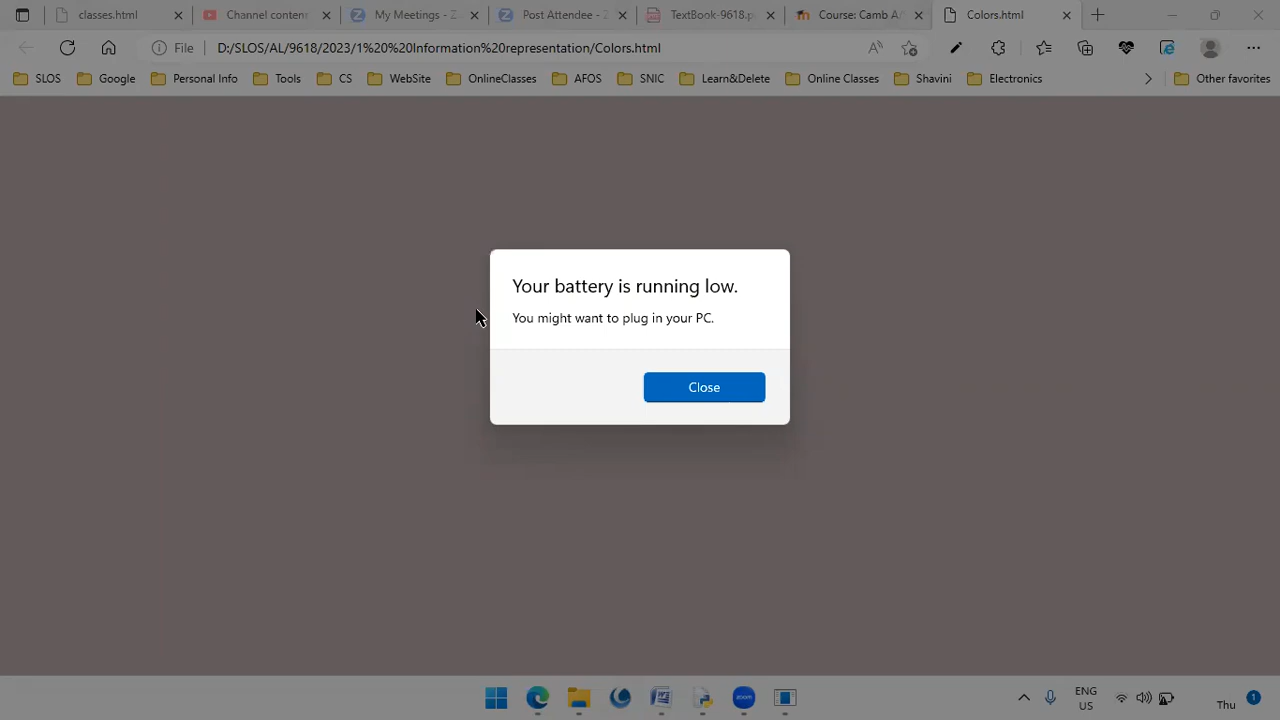 classes.html
Channel conten
My Meetings - Z
Post Attendee - Z
TextBook-9618.p
Course: Camb A
Colors.html
File
D:/SLOS/AL/9618/2023/1%20%20Information%20representation/Colors.html
SLOS
Google
Personal Info
Tools
CS
WebSite
OnlineClasses
AFOS
SNIC
Learn&Delete
Online Classes
Shavini
Electronics
Other favorites
Your battery is running low.
You might want to plug in your PC.
Close
zoom
ENG
US
Thu
1